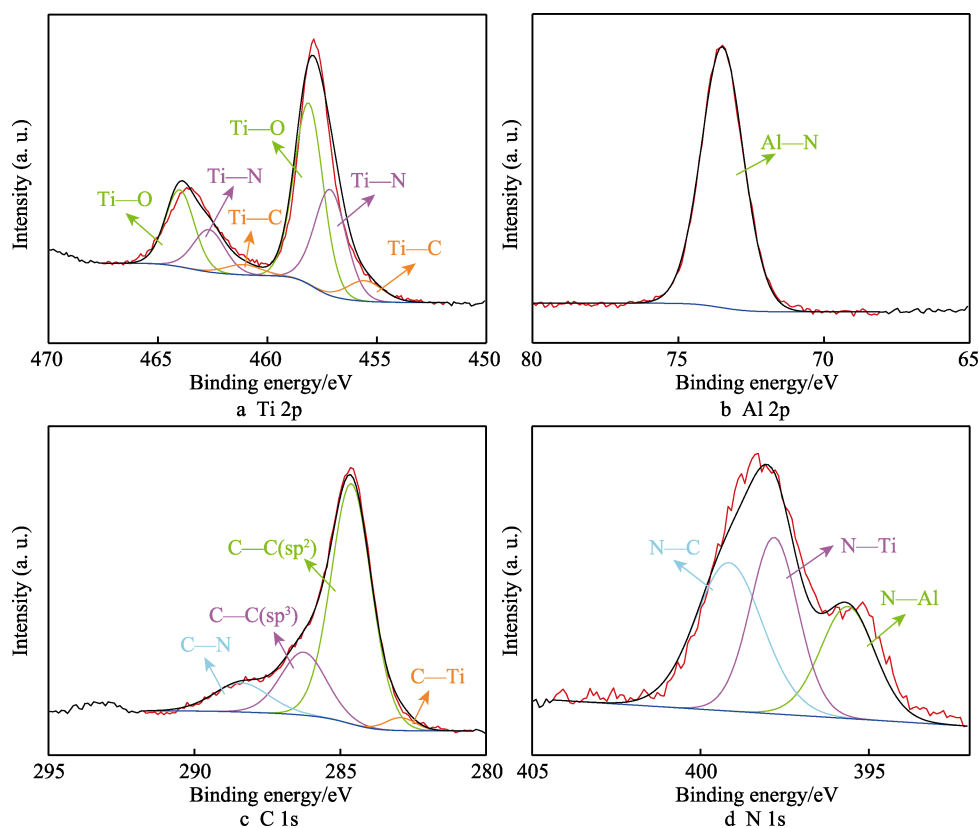 Intensity (a. u.)
Ti—O
Ti—N
Ti—C
Ti—O
Ti—N
Ti—C
470 465 460 455 450
Binding energy/eV
a Ti 2p
Intensity (a. u.)
Al—N
80 75 70 65
Binding energy/eV
b Al 2p
Intensity (a. u.)
C—C(sp²)
C—C(sp³)
C—N
C—Ti
295 290 285 280
Binding energy/eV
c C 1s
Intensity (a. u.)
N—C
N—Ti
N—Al
405 400 395
Binding energy/eV
d N 1s